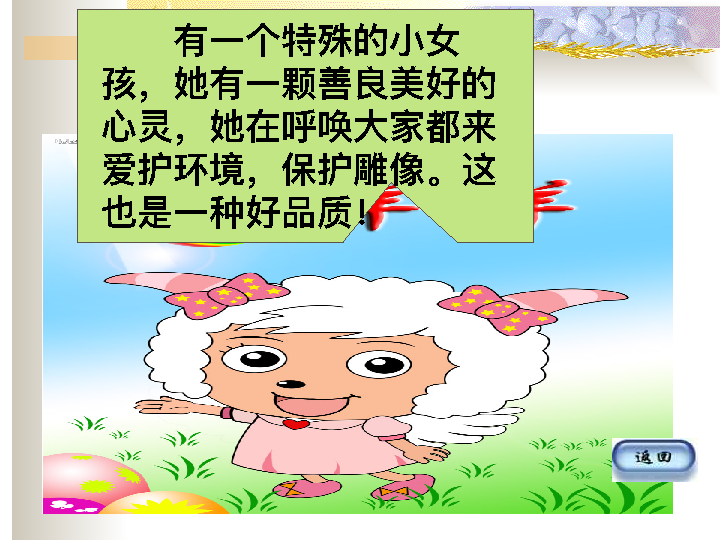 有一个特殊的小女
孩，她有一颗善良美好的
心灵，她在呼唤大家都来
爱护环境，保护雕像。这
也是一种好品质！
返回